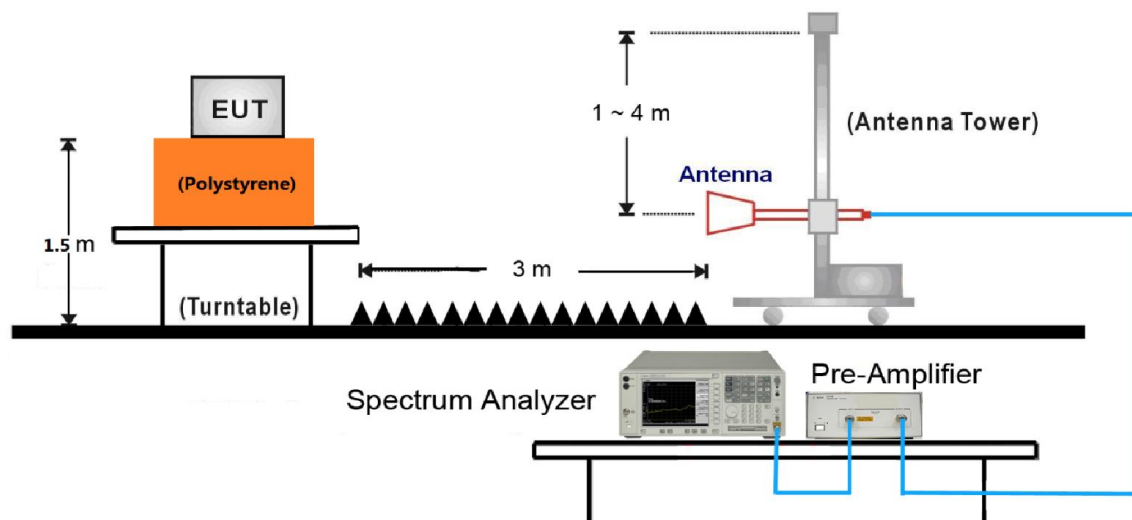 EUT
(Polystyrene)
1.5 m
(Turntable)
3 m
1 ~ 4 m
Antenna
(Antenna Tower)
Spectrum Analyzer
Pre-Amplifier